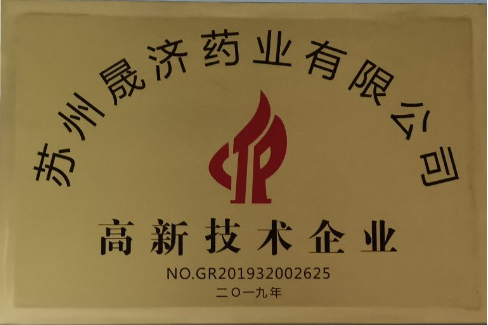 苏州晟济药业有限公司
高新技术企业
NO.GR201932002625
二〇一九年